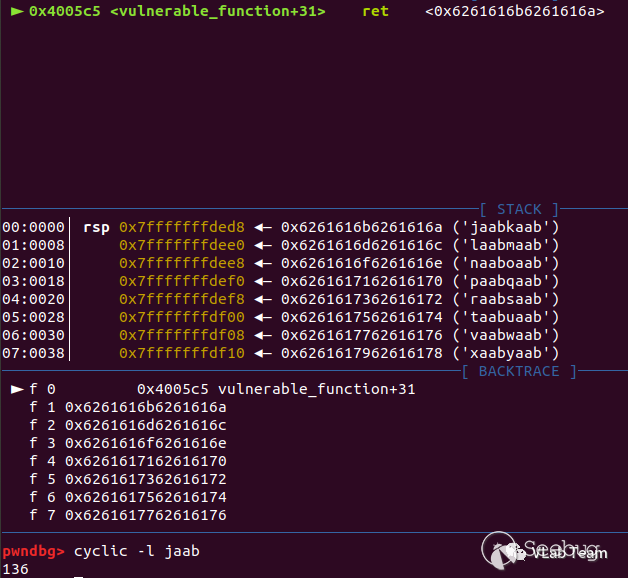 ► 0x4005c5 <vulnerable_function+31> ret <0x6261616b6261616a>
[ STACK ]
00:0000│ rsp 0x7fffffffded8 ◄— 0x6261616b6261616a ('jaabkaab')
01:0008│ 0x7fffffffdee0 ◄— 0x6261616d6261616c ('laabmaab')
02:0010│ 0x7fffffffdee8 ◄— 0x6261616f6261616e ('naaboaab')
03:0018│ 0x7fffffffdef0 ◄— 0x6261617162616170 ('paabqaab')
04:0020│ 0x7fffffffdef8 ◄— 0x6261617362616172 ('raabsaab')
05:0028│ 0x7fffffffdf00 ◄— 0x6261617562616174 ('taabuaab')
06:0030│ 0x7fffffffdf08 ◄— 0x6261617762616176 ('vaabwaab')
07:0038│ 0x7fffffffdf10 ◄— 0x6261617962616178 ('xaabyaab')
[ BACKTRACE ]
► f 0 0x4005c5 vulnerable_function+31
f 1 0x6261616b6261616a
f 2 0x6261616d6261616c
f 3 0x6261616f6261616e
f 4 0x6261617162616170
f 5 0x6261617362616172
f 6 0x6261617562616174
f 7 0x6261617762616176
pwndbg> cyclic -l jaab
136
Seebug
VLab Team